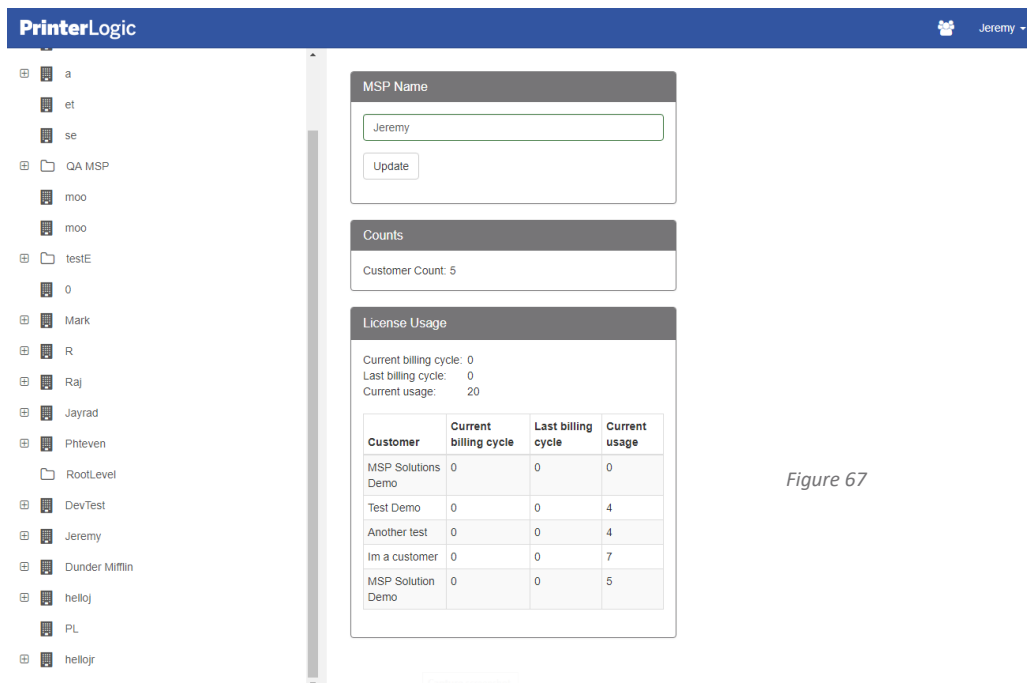 PrinterLogic
Jeremy
a
et
se
QA MSP
moo
moo
testE
0
Mark
R
Raj
Jayrad
Phteven
RootLevel
DevTest
Jeremy
Dunder Mifflin
helloj
PL
hellojr
MSP Name
Jeremy
Update
Counts
Customer Count: 5
License Usage
Current billing cycle: 0
Last billing cycle: 0
Current usage: 20
Customer Current billing cycle Last billing cycle Current usage
MSP Solutions Demo 0 0 0
Test Demo 0 0 4
Another test 0 0 4
Im a customer 0 0 7
MSP Solution Demo 0 0 5
Figure 67